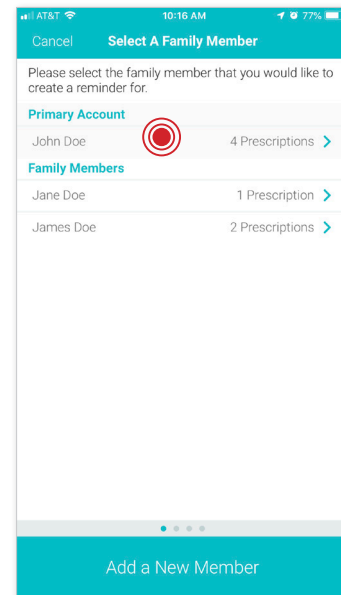 AT&T 10:16 AM 77%
Cancel Select A Family Member
Please select the family member that you would like to
create a reminder for.
Primary Account
John Doe 4 Prescriptions
Family Members
Jane Doe 1 Prescription
James Doe 2 Prescriptions
Add a New Member